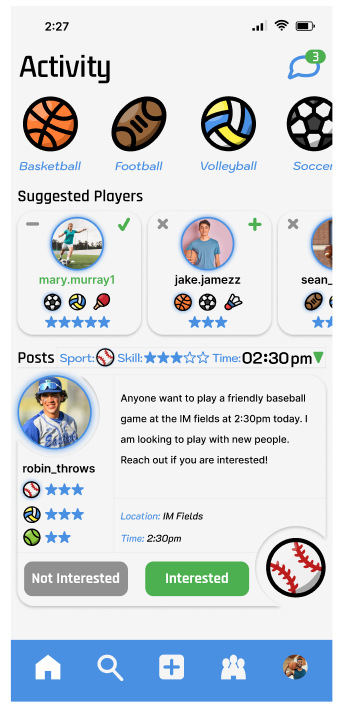 2:27
Activity
3
Basketball Football Volleyball Soccer
Suggested Players
mary.murray1 jake.jamezz sean_
Posts Sport: Skill: Time: 02:30 pm
Anyone want to play a friendly baseball
game at the IM fields at 2:30pm today. I
am looking to play with new people.
Reach out if you are interested!
robin_throws
Location: IM Fields
Time: 2:30pm
Not Interested Interested